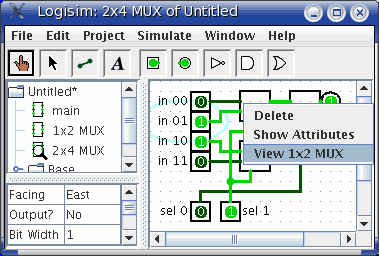 Logisim: 2x4 MUX of Untitled
File Edit Project Simulate Window Help
A
Untitled*
main
1x2 MUX
2x4 MUX
Base
Facing East
Output? No
Bit Width 1
in 00 0
in 01 1
in 10 1
in 11 0
sel 0 0 1 sel 1
1
Delete
Show Attributes
View 1x2 MUX